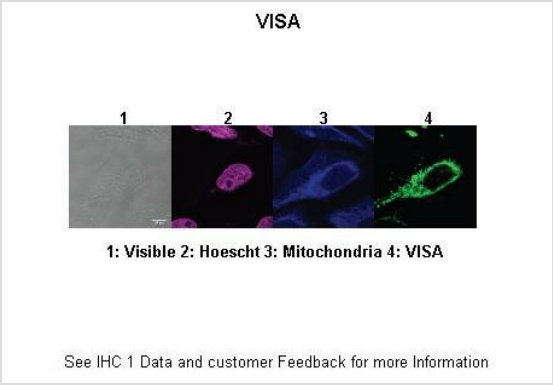 VISA
1 2 3 4
1: Visible 2: Hoescht 3: Mitochondria 4: VISA
See IHC 1 Data and customer Feedback for more Information